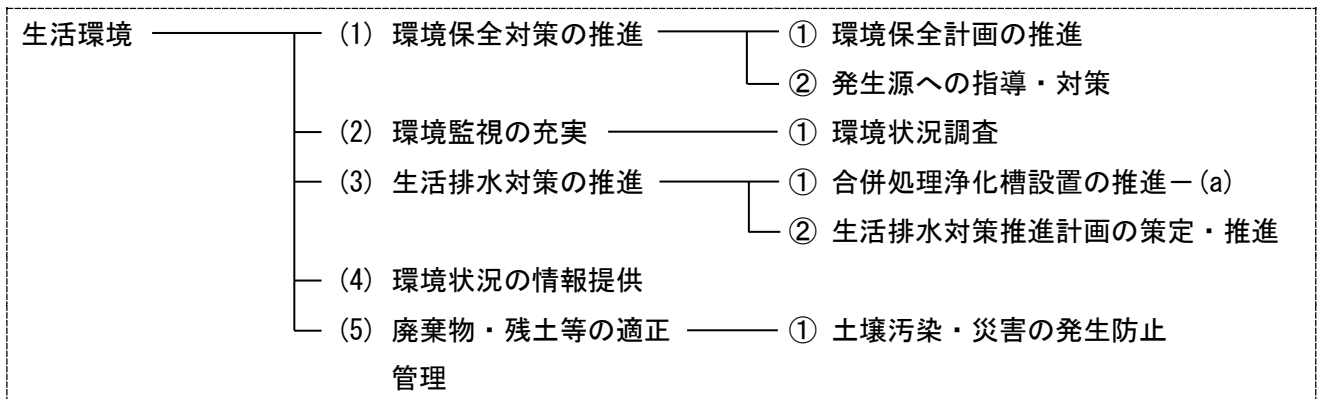 生活環境 (1) 環境保全対策の推進 ① 環境保全計画の推進
② 発生源への指導・対策
(2) 環境監視の充実 ① 環境状況調査
(3) 生活排水対策の推進 ① 合併処理浄化槽設置の推進－(a)
② 生活排水対策推進計画の策定・推進
(4) 環境状況の情報提供
(5) 廃棄物・残土等の適正 ① 土壌汚染・災害の発生防止
管理